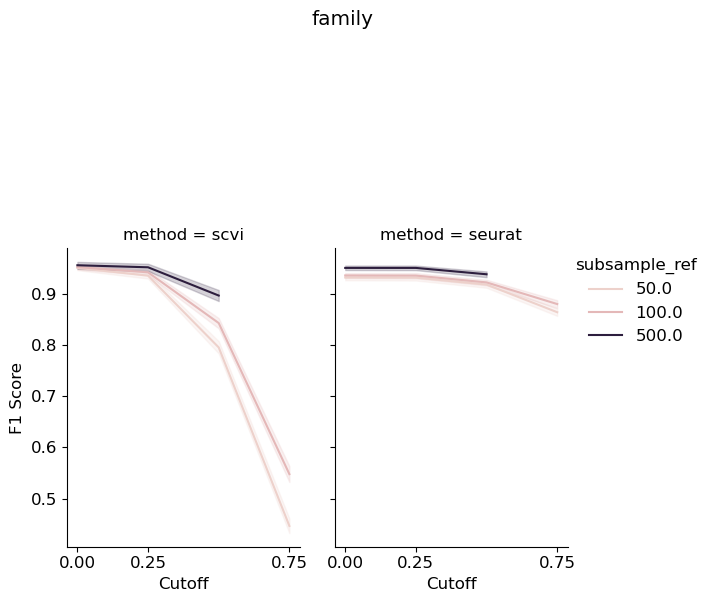 family
method = scvi
method = seurat
F1 Score
0.9
0.8
0.7
0.6
0.5
0.00
0.25
0.75
Cutoff
0.00
0.25
0.75
Cutoff
subsample_ref
50.0
100.0
500.0